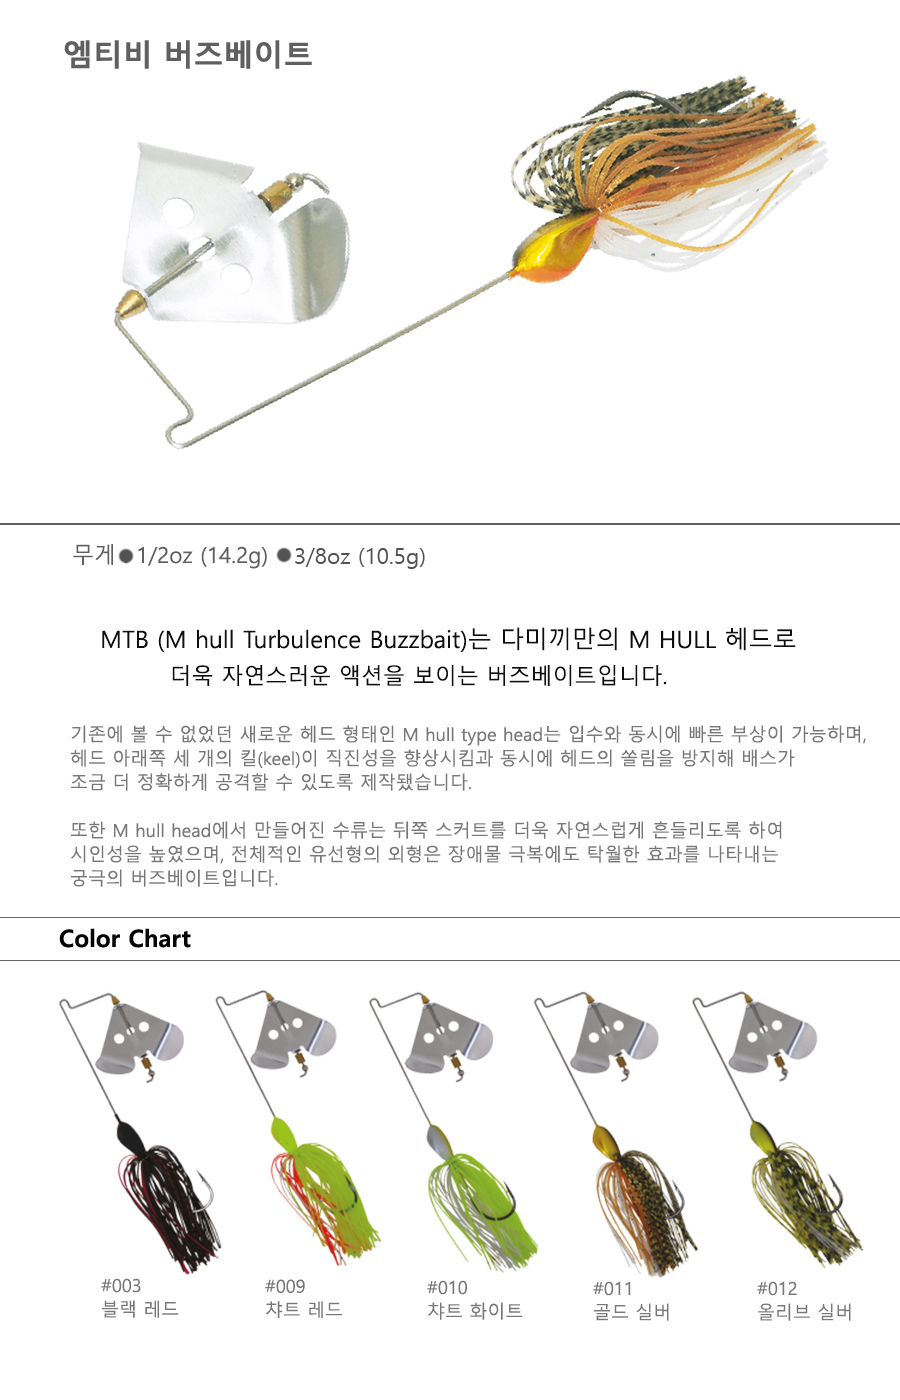 엠티비 버즈베이트
무게●1/2oz (14.2g) ●3/8oz (10.5g)
MTB (M hull Turbulence Buzzbait)는 다미끼만의 M HULL 헤드로
더욱 자연스러운 액션을 보이는 버즈베이트입니다.
기존에 볼 수 없었던 새로운 헤드 형태인 M hull type head는 입수와 동시에 빠른 부상이 가능하며,
헤드 아래쪽 세 개의 킬(keel)이 직진성을 향상시킴과 동시에 헤드의 쏠림을 방지해 배스가
조금 더 정확하게 공격할 수 있도록 제작됐습니다.
또한 M hull head에서 만들어진 수류는 뒤쪽 스커트를 더욱 자연스럽게 흔들리도록 하여
시인성을 높였으며, 전체적인 유선형의 외형은 장애물 극복에도 탁월한 효과를 나타내는
궁극의 버즈베이트입니다.
Color Chart
#003
블랙 레드
#009
챠트 레드
#010
챠트 화이트
#011
골드 실버
#012
올리브 실버